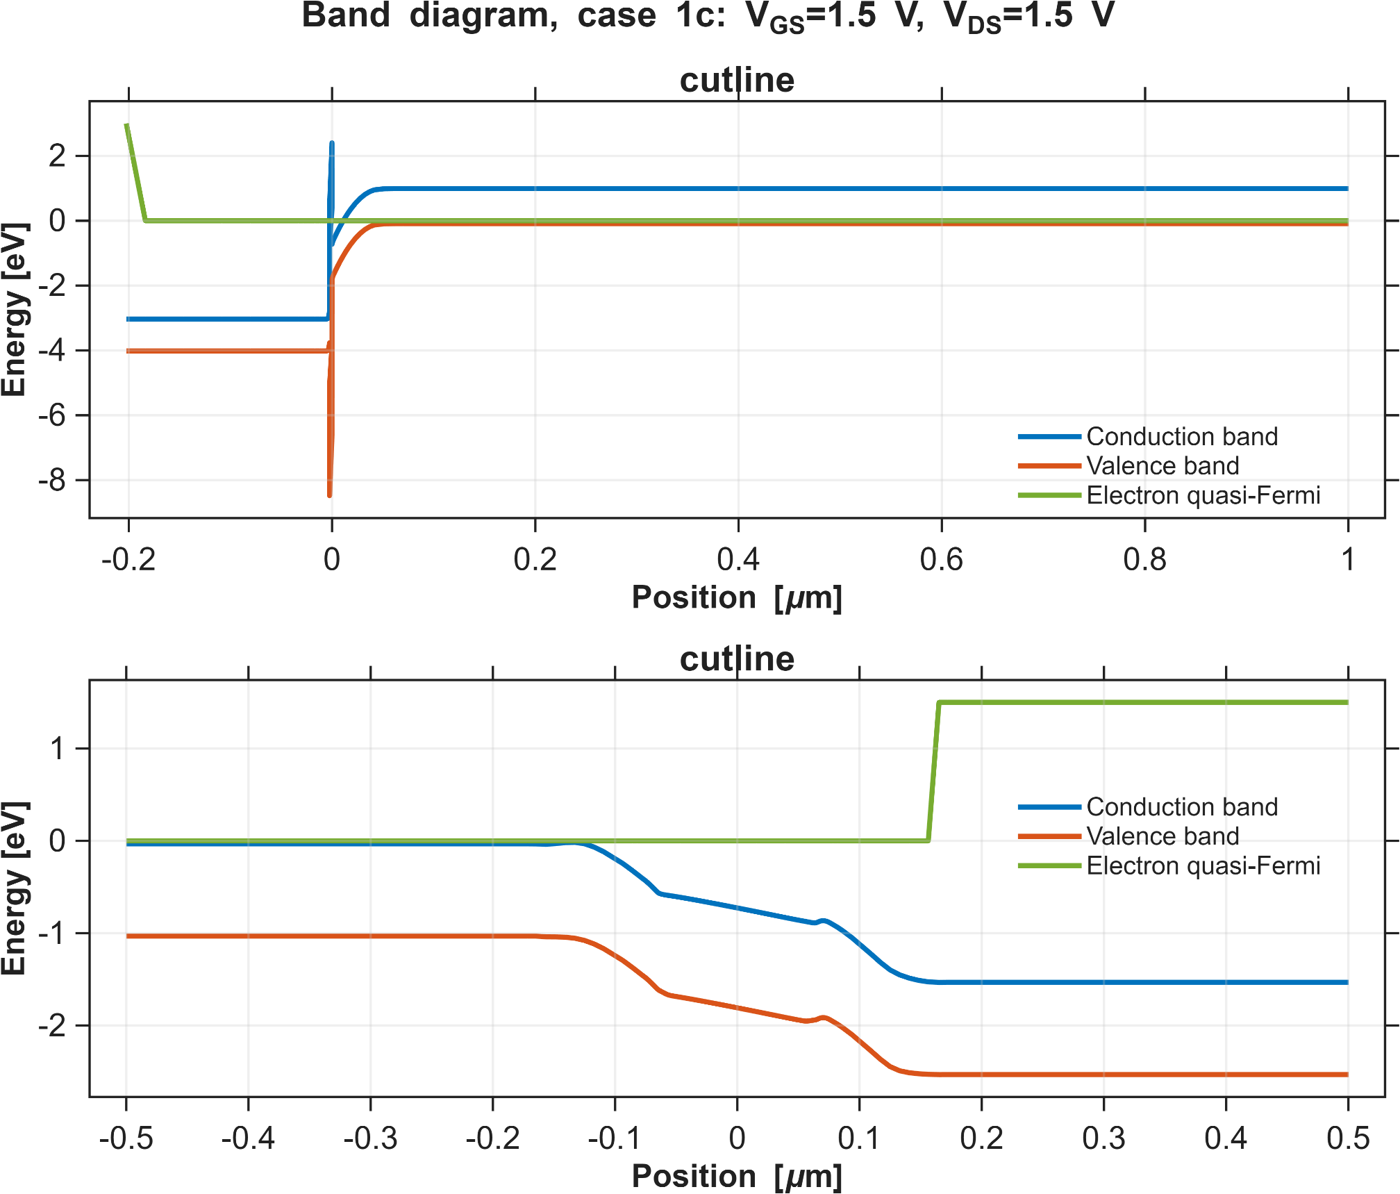 Band diagram, case 1c: V_GS=1.5 V, V_DS=1.5 V
cutline
Energy [eV]
2
0
-2
-4
-6
-8
Conduction band
Valence band
Electron quasi-Fermi
-0.2 0 0.2 0.4 0.6 0.8 1
Position [µm]
cutline
Energy [eV]
1
0
-1
-2
Conduction band
Valence band
Electron quasi-Fermi
-0.5 -0.4 -0.3 -0.2 -0.1 0 0.1 0.2 0.3 0.4 0.5
Position [µm]